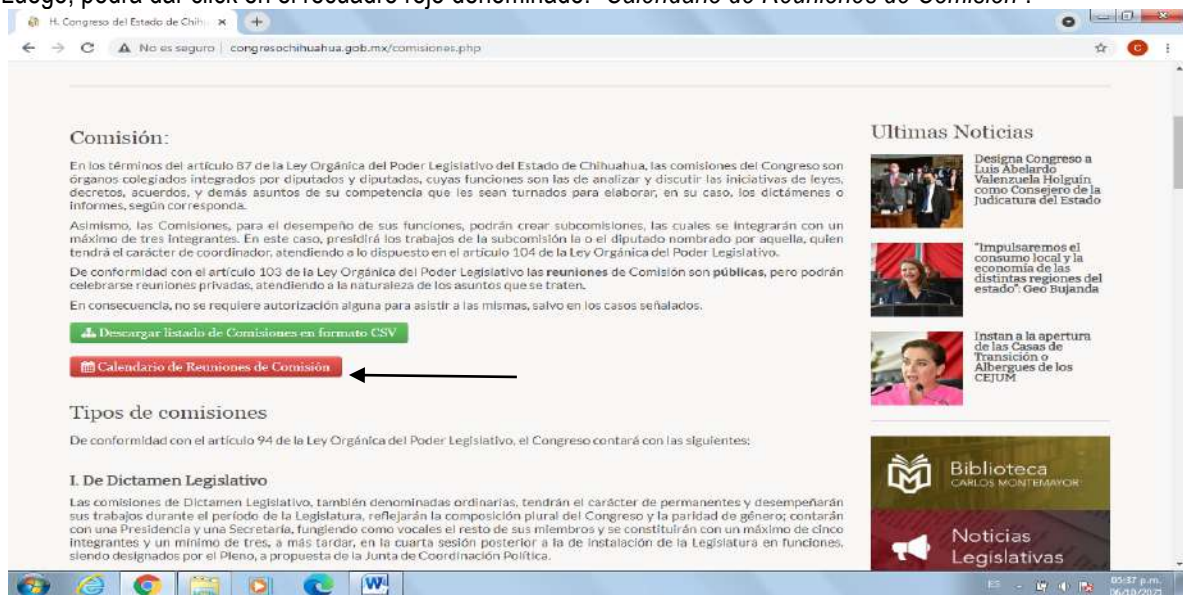 Luego, podrá dar click en el recuadro rojo denominado: "Calendario de Reuniones de Comisión".
H. Congreso del Estado de Chih
No es seguro | congresochihuahua.gob.mx/comisiones.php
C
Comisión:
En los términos del artículo 87 de la Ley Orgánica del Poder Legislativo del Estado de Chihuahua, las comisiones del Congreso son
órganos colegiados integrados por diputados y diputadas, cuyas funciones son las de analizar y discutir las iniciativas de leyes,
decretos, acuerdos, y demás asuntos de su competencia que les sean turnados para elaborar, en su caso, los dictámenes o
informes, según corresponda.
Asimismo, las Comisiones, para el desempeño de sus funciones, podrán crear subcomisiones, las cuales se integrarán con un
máximo de tres integrantes. En este caso, presidirá los trabajos de la subcomisión la o el diputado nombrado por aquella, quien
tendrá el carácter de coordinador, atendiendo a lo dispuesto en el artículo 104 de la Ley Orgánica del Poder Legislativo.
De conformidad con el artículo 103 de la Ley Orgánica del Poder Legislativo las reuniones de Comisión son públicas, pero podrán
celebrarse reuniones privadas, atendiendo a la naturaleza de los asuntos que se traten.
En consecuencia, no se requiere autorización alguna para asistir a las mismas, salvo en los casos señalados.
Descargar listado de Comisiones en formato CSV
Calendario de Reuniones de Comisión
Tipos de comisiones
De conformidad con el artículo 94 de la Ley Orgánica del Poder Legislativo, el Congreso contará con las siguientes:
I. De Dictamen Legislativo
Las comisiones de Dictamen Legislativo, también denominadas ordinarias, tendrán el carácter de permanentes y desempeñarán
sus trabajos durante el período de la Legislatura, reflejarán la composición plural del Congreso y la paridad de género; contarán
con una Presidencia y una Secretaría, fungiendo como vocales el resto de sus miembros y se constituirán con un máximo de cinco
integrantes y un mínimo de tres, a más tardar, en la cuarta sesión posterior a la de instalación de la Legislatura en funciones,
siendo designados por el Pleno, a propuesta de la Junta de Coordinación Política.
Ultimas Noticias
Designa Congreso a
Luis Abelardo
Valenzuela Holguín
como Consejero de la
Judicatura del Estado
"Impulsaremos el
consumo local y la
economía de las
distintas regiones del
estado": Geo Bujanda
Instan a la apertura
de las Casas de
Transición o
Albergues de los
CEJUM
Biblioteca
CARLOS MONTEMAYOR
Noticias
Legislativas
ES
05:37 p.m.
06/10/2021